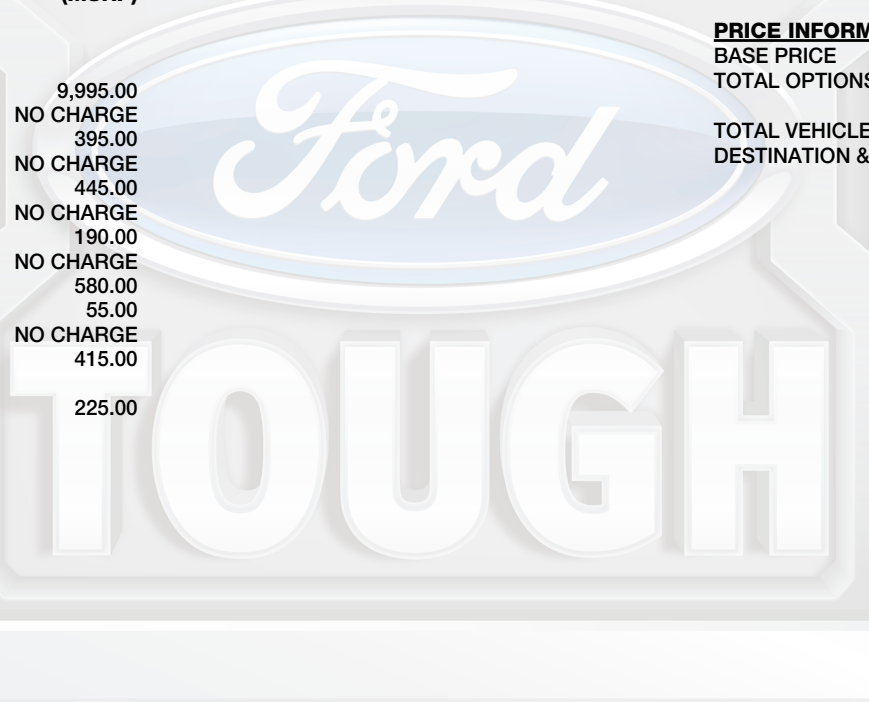 9,995.00
NO CHARGE
395.00
NO CHARGE
445.00
NO CHARGE
190.00
NO CHARGE
580.00
55.00
NO CHARGE
415.00
225.00
PRICE INFORM
BASE PRICE
TOTAL OPTIONS
TOTAL VEHICLE
DESTINATION &
Ford
TOUGH